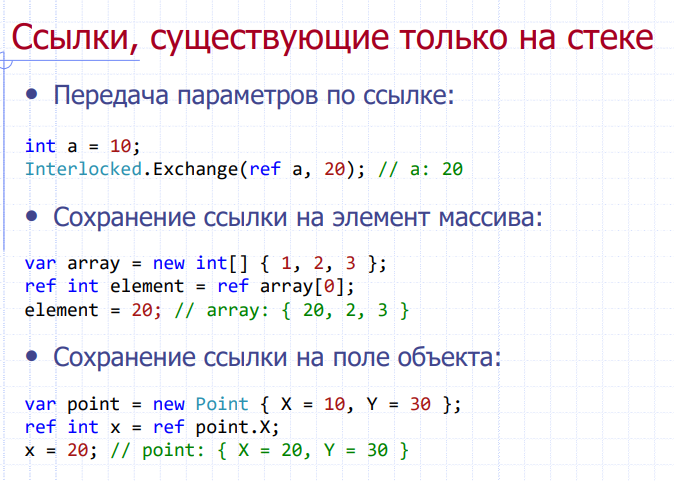 Ссылки, существующие только на стеке
• Передача параметров по ссылке:
int a = 10;
Interlocked.Exchange(ref a, 20); // a: 20
• Сохранение ссылки на элемент массива:
var array = new int[] { 1, 2, 3 };
ref int element = ref array[0];
element = 20; // array: { 20, 2, 3 }
• Сохранение ссылки на поле объекта:
var point = new Point { X = 10, Y = 30 };
ref int x = ref point.X;
x = 20; // point: { X = 20, Y = 30 }